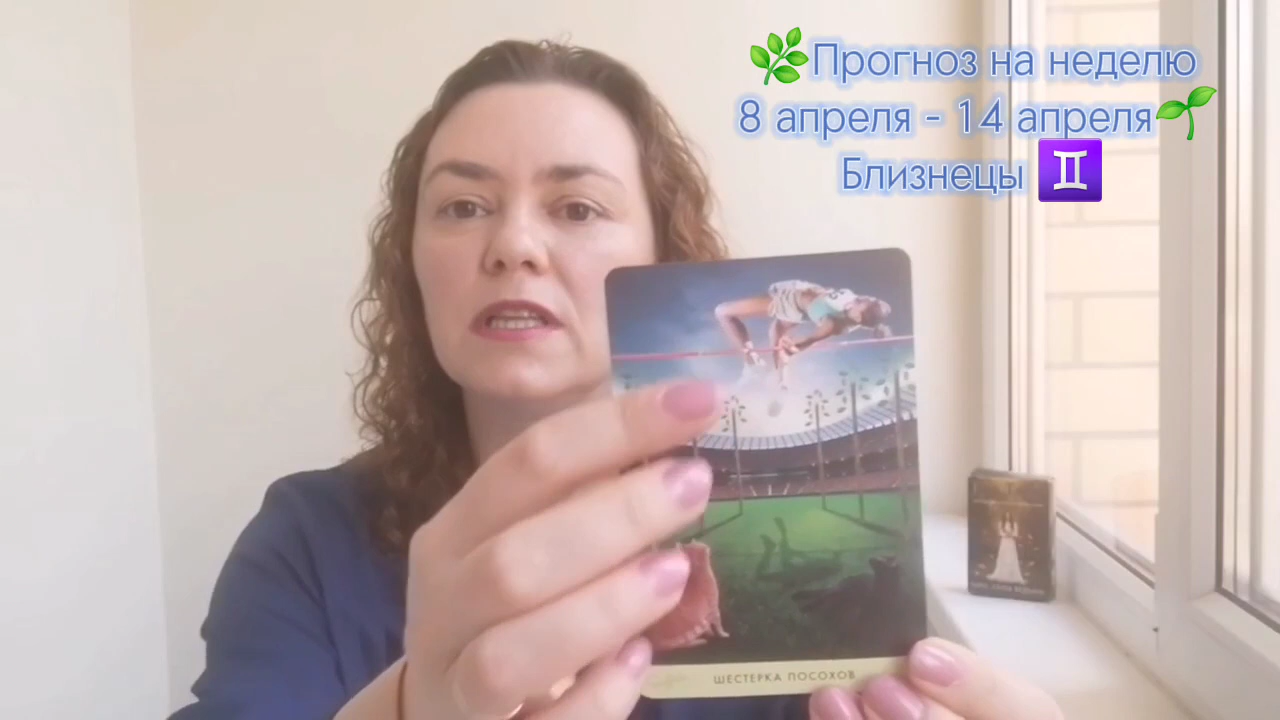 🌿Прогноз на неделю
8 апреля - 14 апреля🌱
Близнецы ♊
ШЕСТЕРКА ПОСОХОВ